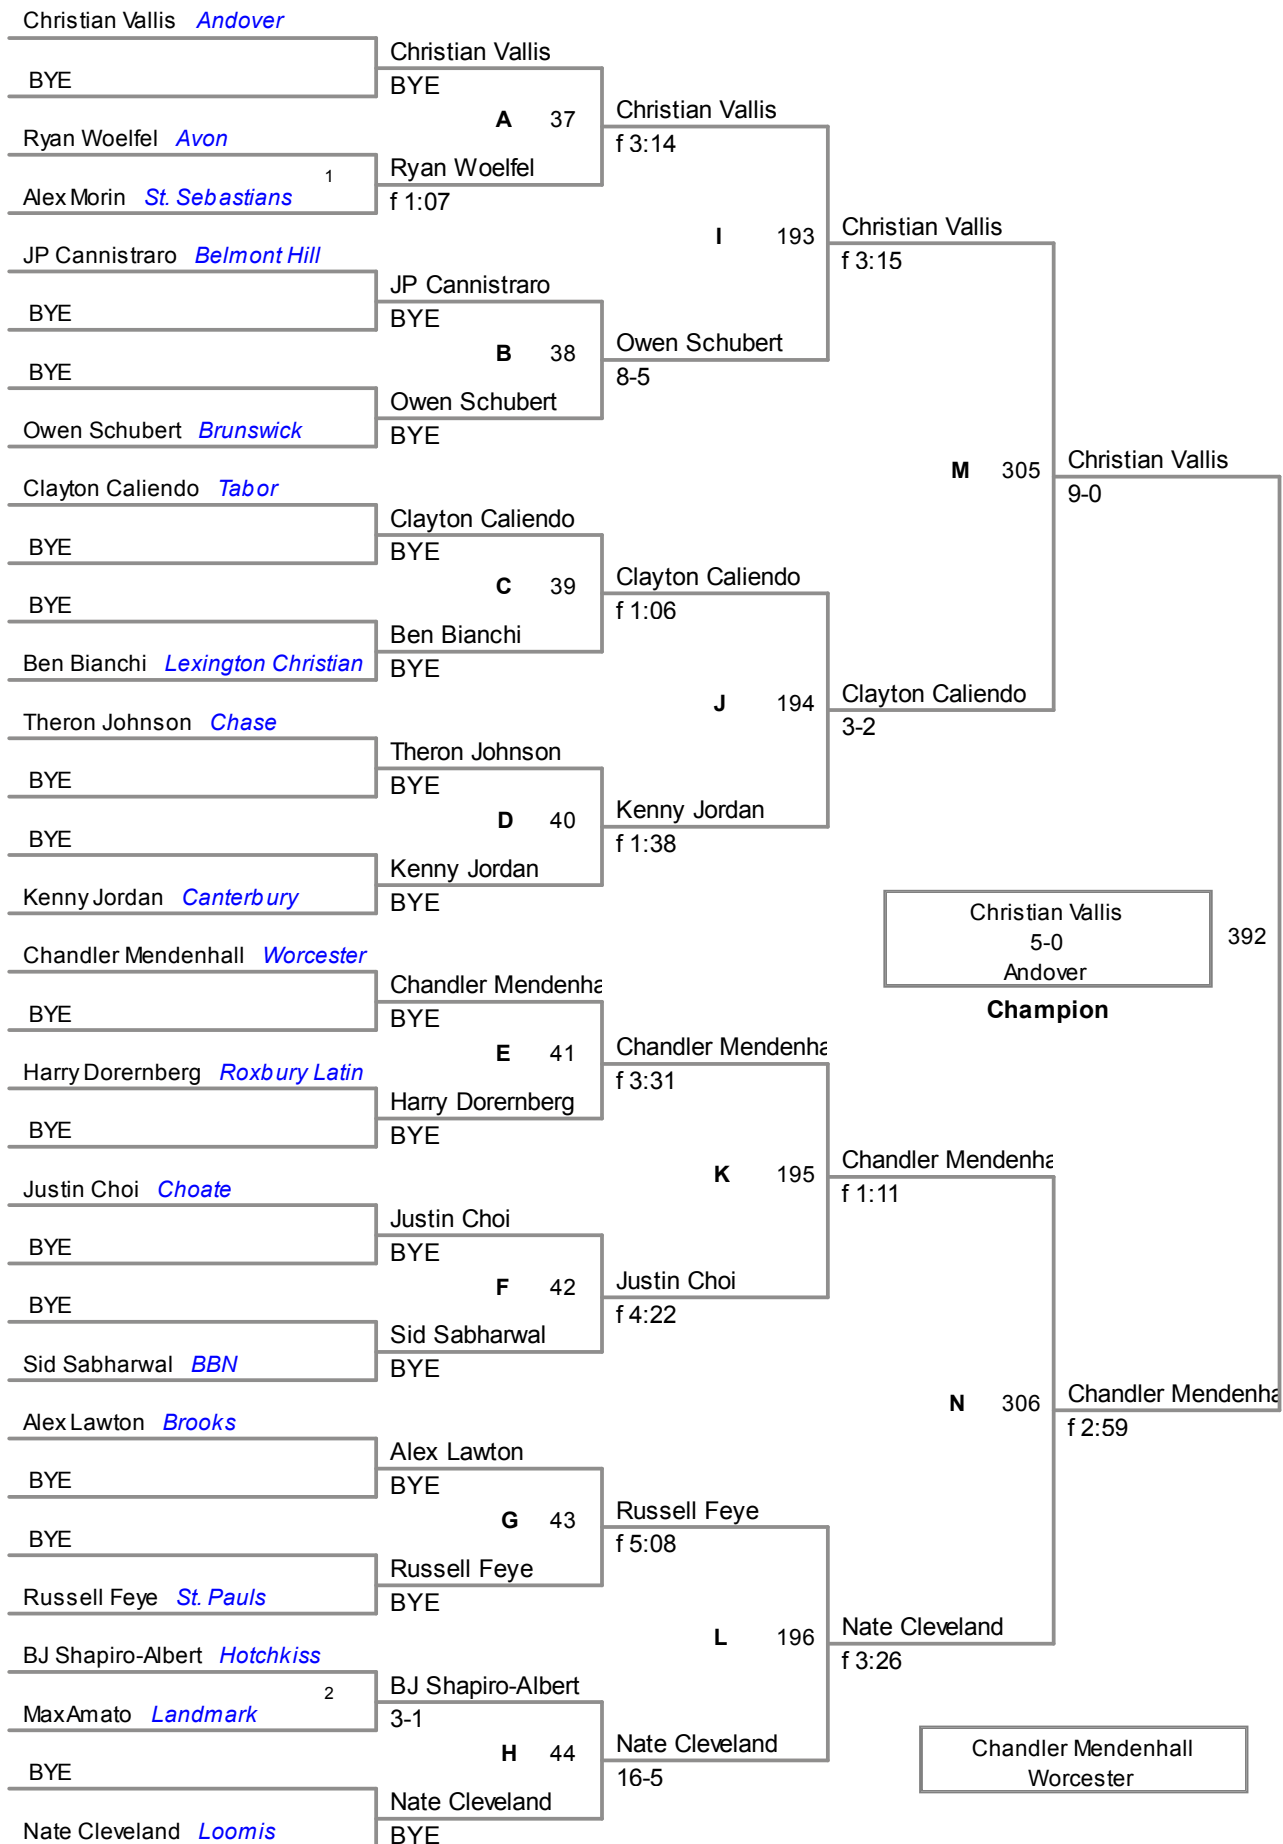 Christian Vallis Andover
BYE
Ryan Woelfel Avon
1
Alex Morin St. Sebastians
JP Cannistraro Belmont Hill
BYE
BYE
Owen Schubert Brunswick
Clayton Caliendo Tabor
BYE
BYE
Ben Bianchi Lexington Christian
Theron Johnson Chase
BYE
BYE
Kenny Jordan Canterbury
Chandler Mendenhall Worcester
BYE
Harry Dorernberg Roxbury Latin
BYE
Justin Choi Choate
BYE
BYE
Sid Sabharwal BBN
Alex Lawton Brooks
BYE
BYE
Russell Feye St. Pauls
BJ Shapiro-Albert Hotchkiss
2
Max Amato Landmark
BYE
Nate Cleveland Loomis
Christian Vallis
BYE
A 37
Ryan Woelfel
f 1:07
JP Cannistraro
BYE
B 38
Owen Schubert
BYE
Clayton Caliendo
BYE
C 39
Ben Bianchi
BYE
Theron Johnson
BYE
D 40
Kenny Jordan
BYE
Chandler Mendenha
BYE
E 41
Harry Dorernberg
BYE
Justin Choi
BYE
F 42
Sid Sabharwal
BYE
Alex Lawton
BYE
G 43
Russell Feye
BYE
BJ Shapiro-Albert
3-1
H 44
Nate Cleveland
BYE
Christian Vallis
f 3:14
I 193
Owen Schubert
8-5
Clayton Caliendo
f 1:06
J 194
Kenny Jordan
f 1:38
Chandler Mendenha
f 3:31
K 195
Justin Choi
f 4:22
Russell Feye
f 5:08
L 196
Nate Cleveland
16-5
Christian Vallis
f 3:15
M 305
Clayton Caliendo
3-2
Chandler Mendenha
f 1:11
N 306
Nate Cleveland
f 3:26
Christian Vallis
9-0
Christian Vallis
5-0
Andover
392
Champion
Chandler Mendenha
f 2:59
Chandler Mendenhall
Worcester